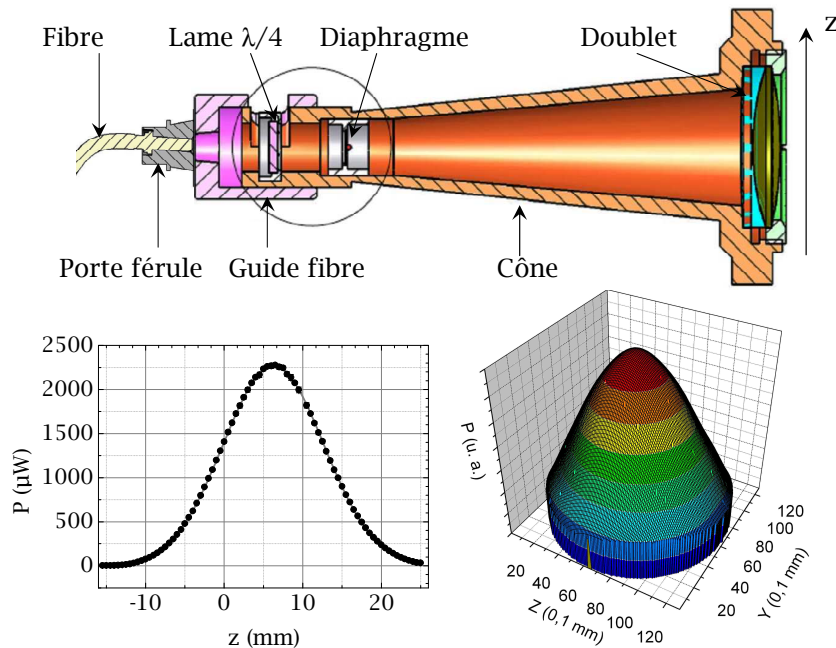 Fibre
Lame λ/4
Diaphragme
Doublet
z
Porte férule
Guide fibre
Cône
2500
2000
1500
1000
500
0
P (µW)
-10
0
10
20
z (mm)
P (u. a.)
20
40
60
80
100
120
Z (0,1 mm)
20
40
60
80
100
120
Y (0,1 mm)